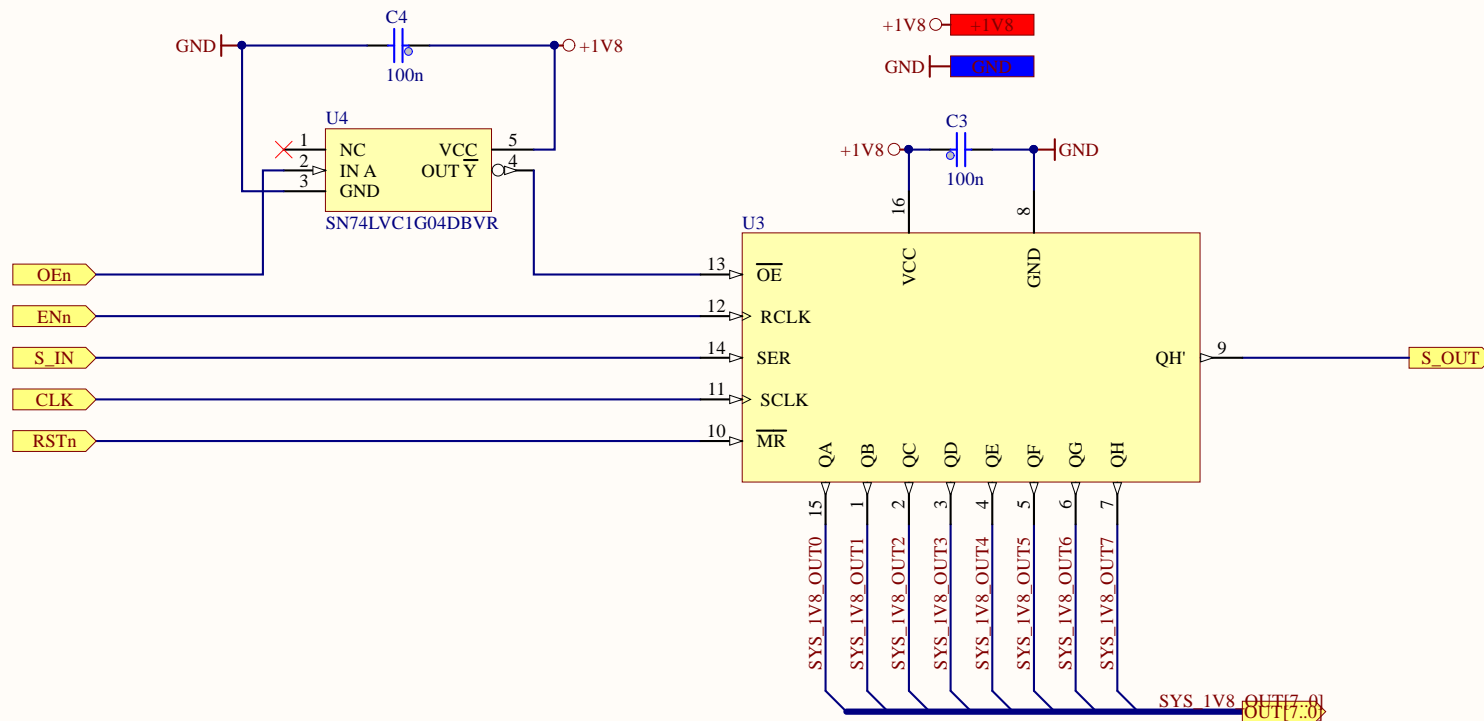 C4
GND
+1V8
100n
+1V8
+1V8
GND
GND
U4
1 NC VCC 5
2 IN A OUT Y 4
3 GND
SN74LVC1G04DBVR
C3
+1V8
GND
100n
16
8
U3
VCC
GND
OEn
13 OE
ENn
12 RCLK
S_IN
14 SER
QH' 9
S_OUT
CLK
11 SCLK
RSTn
10 MR
QA QB QC QD QE QF QG QH
15 1 2 3 4 5 6 7
SYS_1V8_OUT0
SYS_1V8_OUT1
SYS_1V8_OUT2
SYS_1V8_OUT3
SYS_1V8_OUT4
SYS_1V8_OUT5
SYS_1V8_OUT6
SYS_1V8_OUT7
SYS_1V8_OUT[7..0]
OUT[7..0]